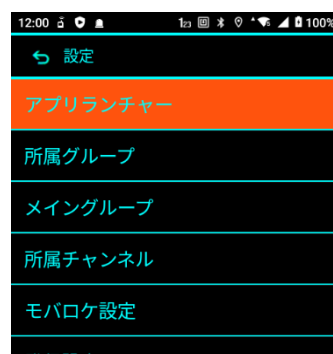 12:00 123 100%
設定
アプリランチャー
所属グループ
メイングループ
所属チャンネル
モバロケ設定